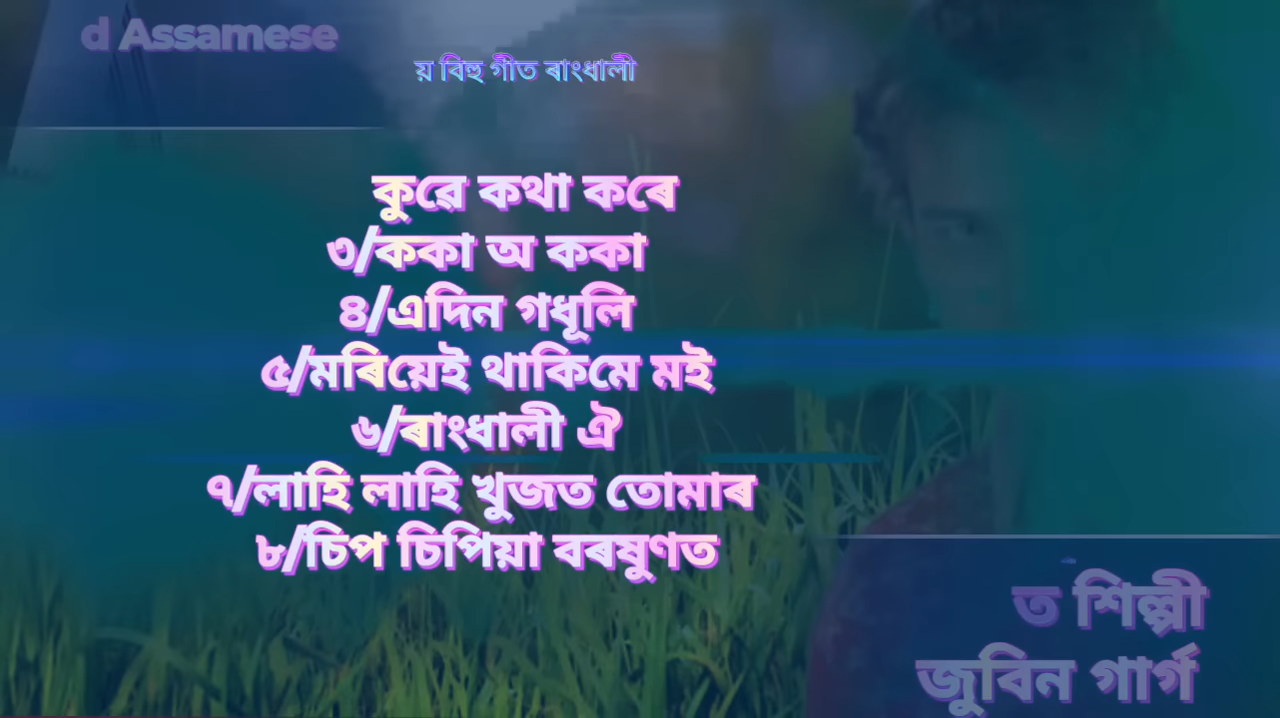 d Assamese
য় বিহু গীত ৰাংধালী
কুৱে কথা কৰে
৩/ককা অ ককা
৪/এদিন গধূলি
৫/মৰিয়েই থাকিমে মই
৬/ৰাংধালী ঐ
৭/লাহি লাহি খুজত তোমাৰ
৮/চিপ চিপিয়া বৰষুণত
ত শিল্পী
জুবিন গাৰ্গ